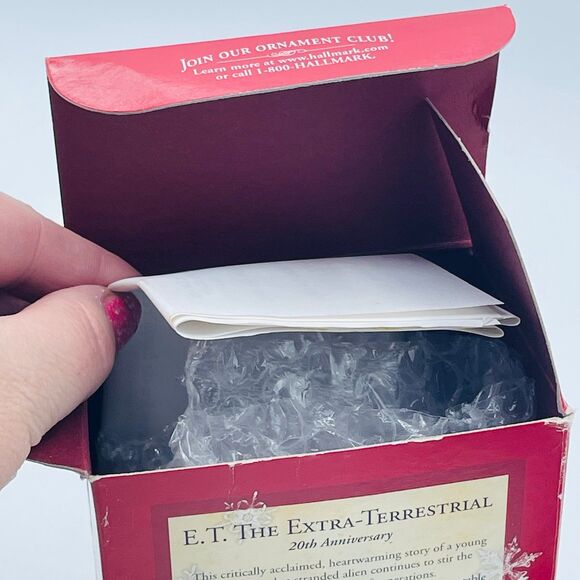 JOIN OUR ORNAMENT CLUB!
Learn more at www.hallmark.com
or call 1-800-HALLMARK.
E.T. THE EXTRA-TERRESTRIAL
20th Anniversary
This critically acclaimed, heartwarming story of a young
stranded alien continues to stir the